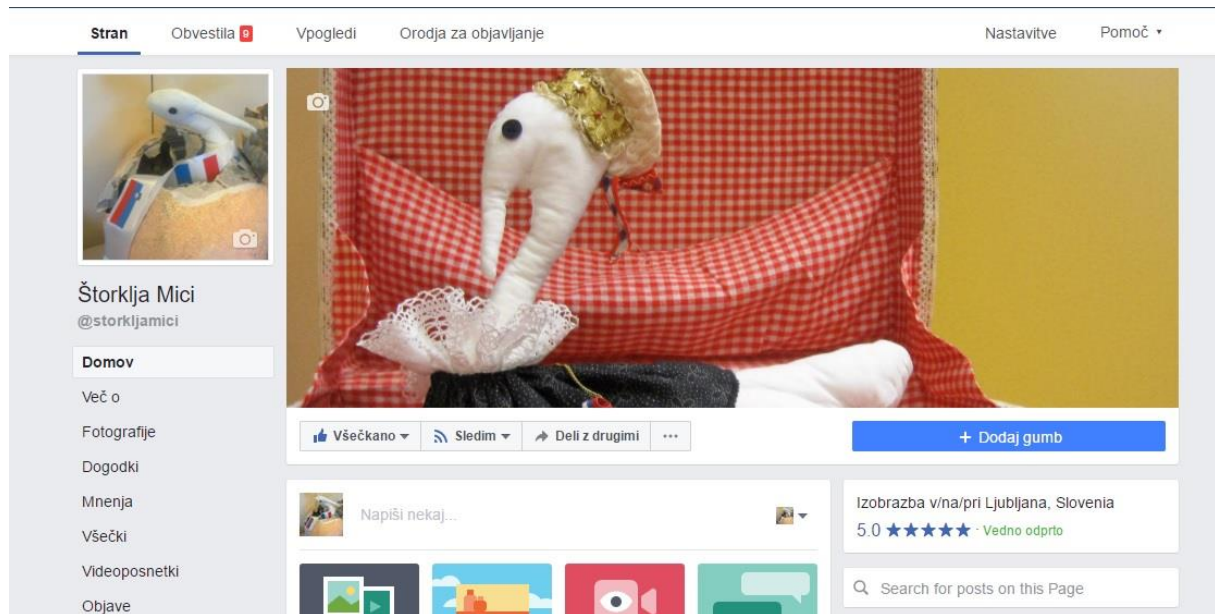 Stran Obvestila 9 Vpogledi Orodja za objavljanje Nastavitve Pomoč
Štorklja Mici
@storkljamici
Domov
Več o
Fotografije
Dogodki
Mnenja
Všečki
Videoposnetki
Objave
Všečkano Sledim Deli z drugimi ...
+ Dodaj gumb
Napiši nekaj...
Izobrazba v/na/pri Ljubljana, Slovenia
5.0 ★★★★★ · Vedno odprto
Search for posts on this Page